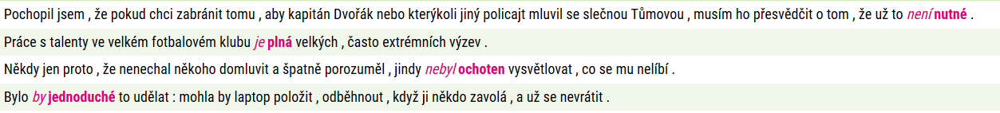 Pochopil jsem , že pokud chci zabránit tomu , aby kapitán Dvořák nebo kterýkoli jiný policajt mluvil se slečnou Tůmovou , musím ho přesvědčit o tom , že už to není nutné .
Práce s talenty ve velkém fotbalovém klubu je plná velkých , často extrémních výzev .
Někdy jen proto , že nenechal někoho domluvit a špatně porozuměl , jindy nebyl ochoten vysvětlovat , co se mu nelíbí .
Bylo by jednoduché to udělat : mohla by laptop položit , odběhnout , když ji někdo zavolá , a už se nevrátit .